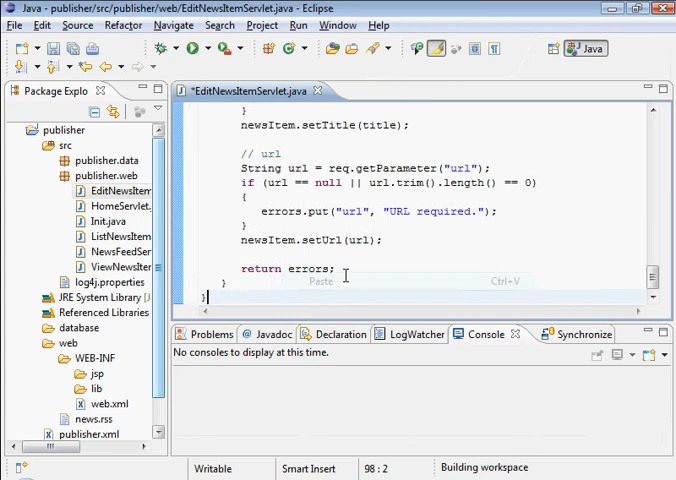 Java - publisher/src/publisher/web/EditNewsItemServlet.java - Eclipse
File Edit Source Refactor Navigate Search Project Run Window Help
Java
Package Explo
*EditNewsItemServlet.java
publisher
src
publisher.data
publisher.web
EditNewsItem
HomeServlet.
Init.java
ListNewsItem
NewsFeedServ
ViewNewsItem
log4j.properties
JRE System Library [J
Referenced Libraries
database
web
WEB-INF
jsp
lib
web.xml
news.rss
publisher.xml
}
newsItem.setTitle(title);
// url
String url = req.getParameter("url");
if (url == null || url.trim().length() == 0)
{
errors.put("url", "URL required.");
}
newsItem.setUrl(url);
return errors;
Paste Ctrl+V
}
}
Problems @ Javadoc Declaration LogWatcher Console Synchronize
No consoles to display at this time.
Writable Smart Insert 98 : 2 Building workspace